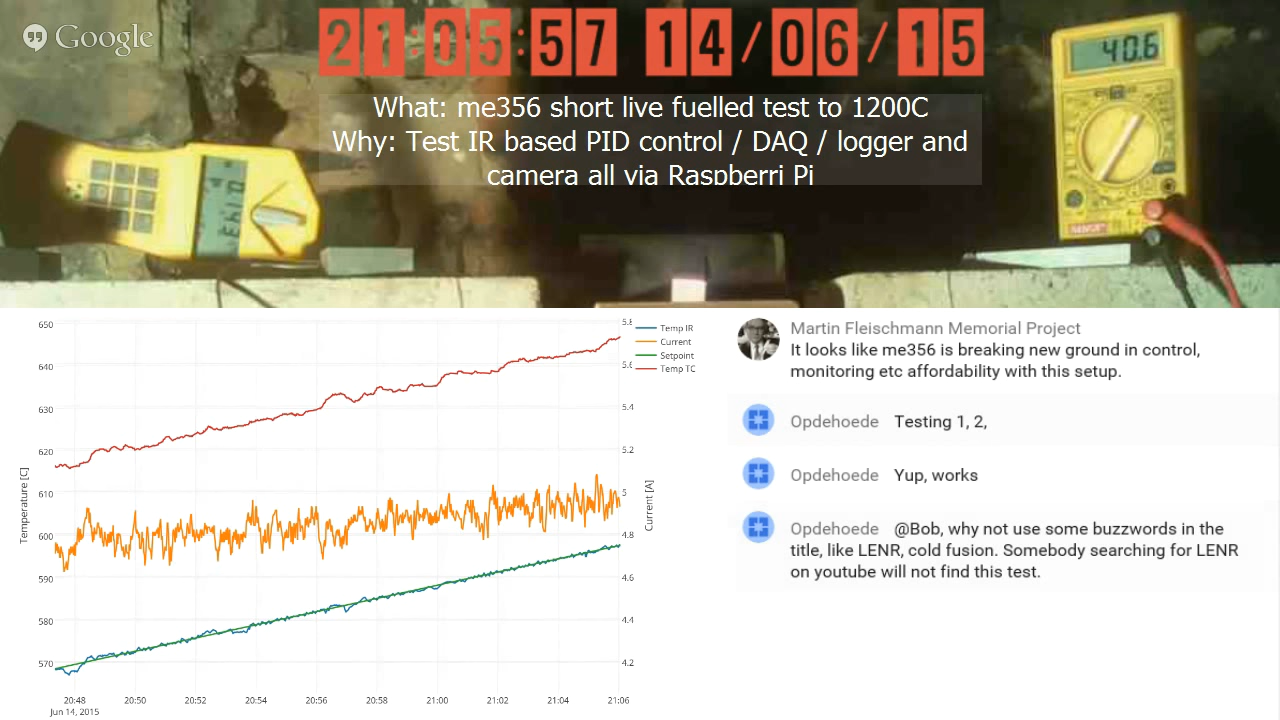 Google
21:05:57 14/06/15
40.6
What: me356 short live fuelled test to 1200C
Why: Test IR based PID control / DAQ / logger and
camera all via Raspberri Pi
650
640
630
620
610
600
590
580
570
Temperature [C]
5.6
5.4
5.2
5
4.8
4.6
4.4
4.2
Current [A]
Temp IR
Current
Setpoint
Temp TC
20:48
20:50
20:52
20:54
20:56
20:58
21:00
21:02
21:04
21:06
Jun 14, 2015
Martin Fleischmann Memorial Project
It looks like me356 is breaking new ground in control,
monitoring etc affordability with this setup.
Opdehoede Testing 1, 2,
Opdehoede Yup, works
Opdehoede @Bob, why not use some buzzwords in the
title, like LENR, cold fusion. Somebody searching for LENR
on youtube will not find this test.